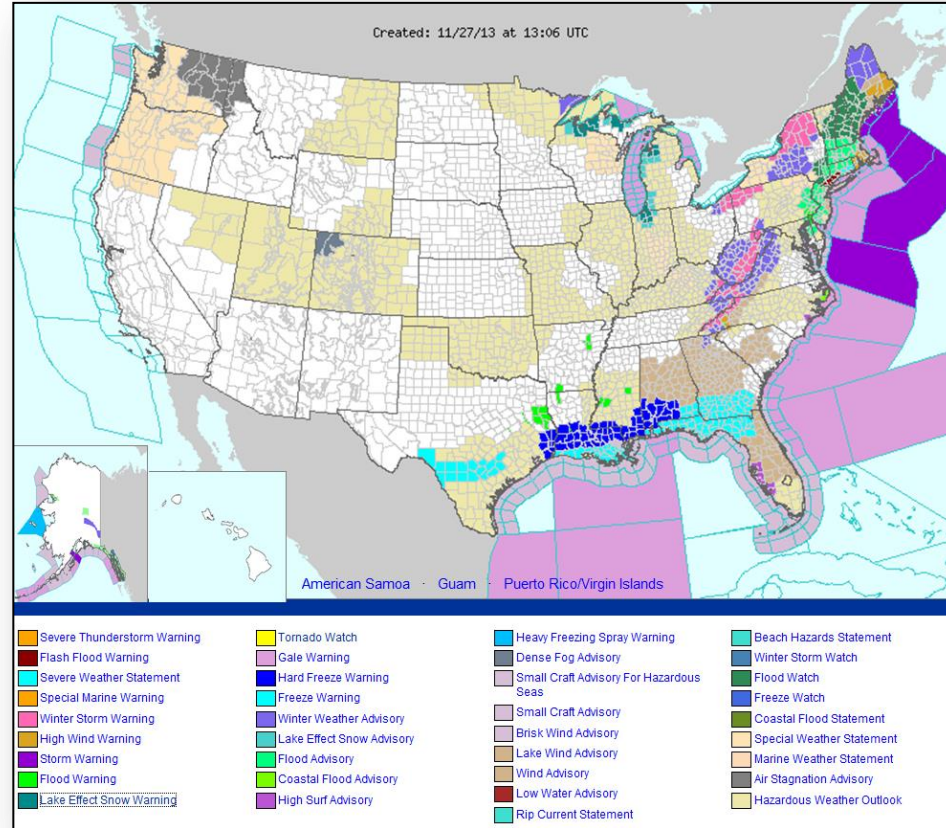 Created: 11/27/13 at 13:06 UTC
American Samoa · Guam · Puerto Rico/Virgin Islands
Severe Thunderstorm Warning
Flash Flood Warning
Severe Weather Statement
Special Marine Warning
Winter Storm Warning
High Wind Warning
Storm Warning
Flood Warning
Lake Effect Snow Warning
Tornado Watch
Gale Warning
Hard Freeze Warning
Freeze Warning
Winter Weather Advisory
Lake Effect Snow Advisory
Flood Advisory
Coastal Flood Advisory
High Surf Advisory
Heavy Freezing Spray Warning
Dense Fog Advisory
Small Craft Advisory For Hazardous
Seas
Small Craft Advisory
Brisk Wind Advisory
Lake Wind Advisory
Wind Advisory
Low Water Advisory
Rip Current Statement
Beach Hazards Statement
Winter Storm Watch
Flood Watch
Freeze Watch
Coastal Flood Statement
Special Weather Statement
Marine Weather Statement
Air Stagnation Advisory
Hazardous Weather Outlook